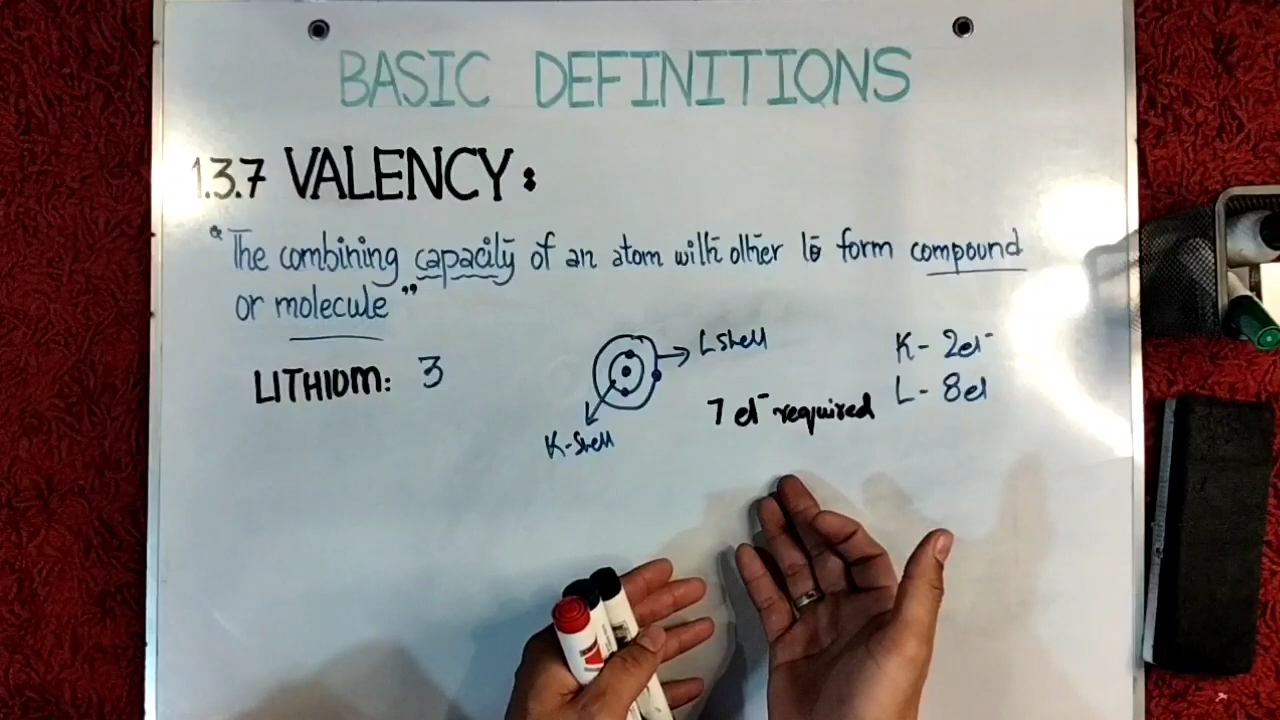 BASIC DEFINITIONS
1.3.7 VALENCY:
"The combining capacity of an atom with other to form compound
or molecule"
LITHIUM: 3
L shell
K-Shell
7 el⁻ required
K- 2el⁻
L- 8el